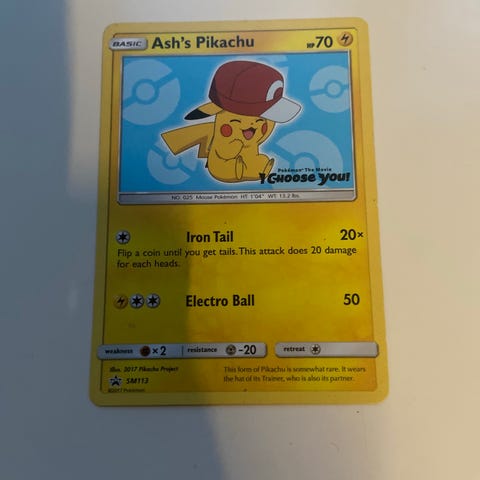 BASIC Ash's Pikachu HP70
Pokémon The Movie
I CHOOSE YOU!
NO. 025 Mouse Pokémon HT: 1'04" WT: 13.2 lbs.
Iron Tail 20×
Flip a coin until you get tails. This attack does 20 damage
for each heads.
Electro Ball 50
weakness ×2 resistance -20 retreat
Illus. 2017 Pikachu Project
SM113
©2017 Pokémon
This form of Pikachu is somewhat rare. It wears
the hat of its Trainer, who is also its partner.